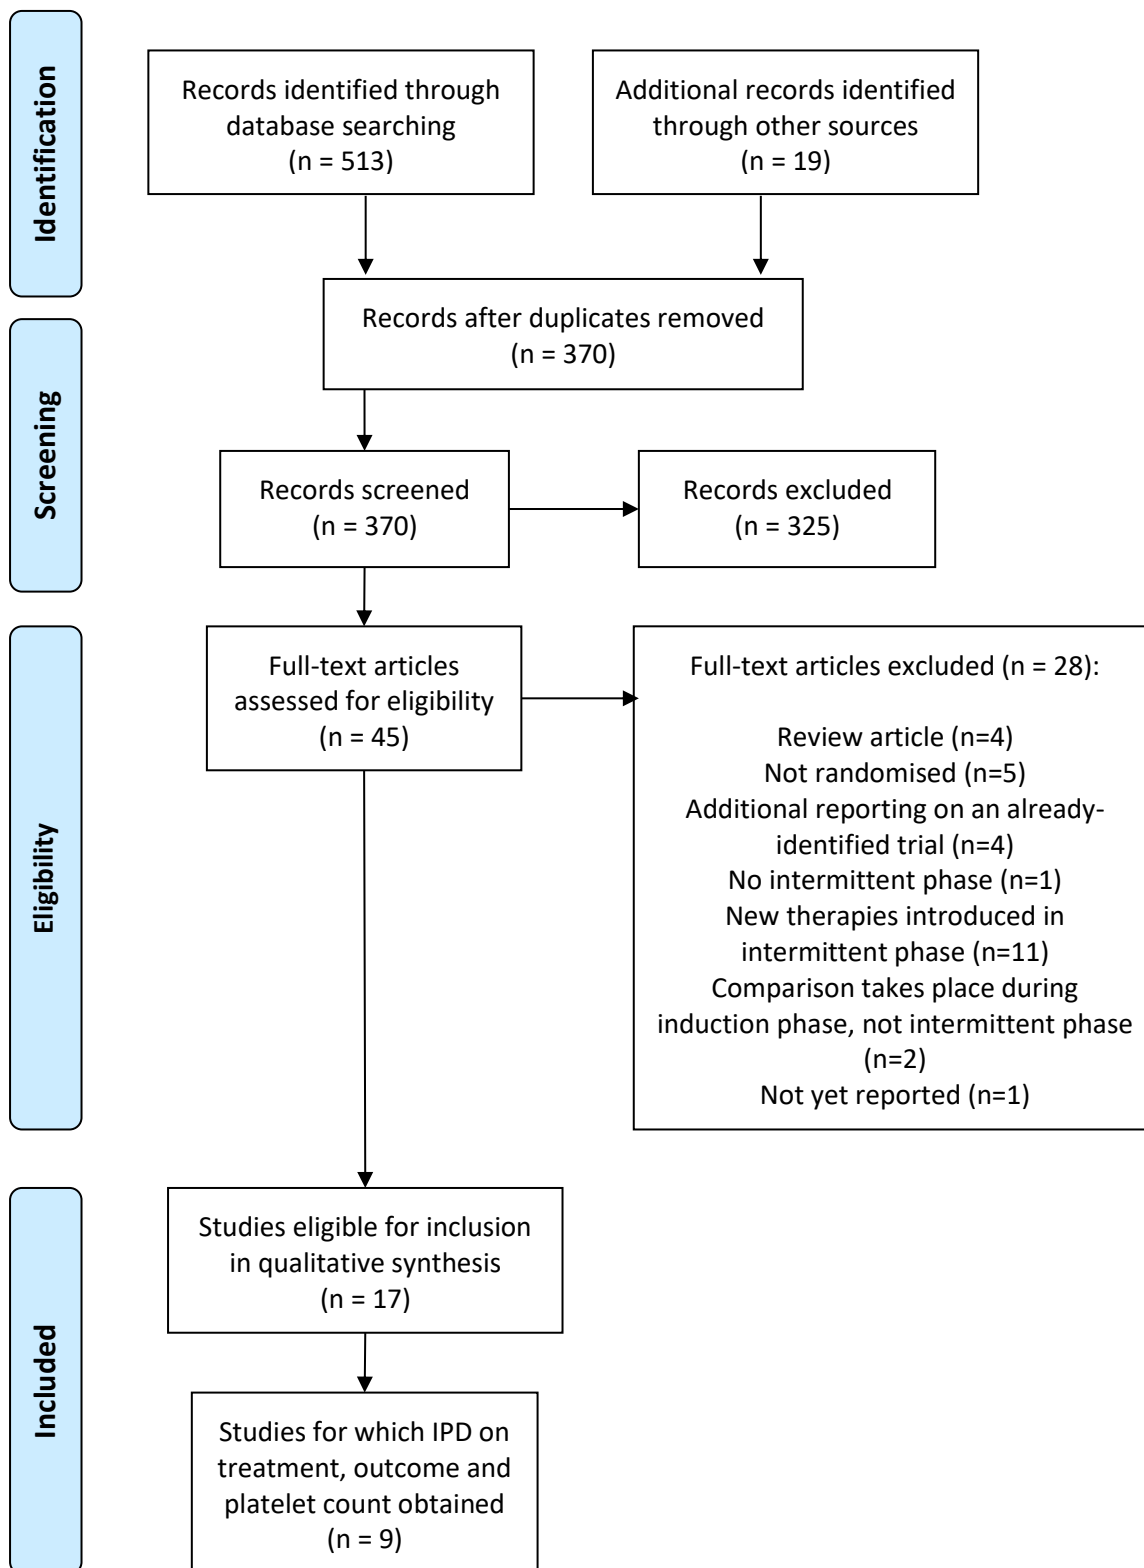 Identification
Records identified through
database searching
(n = 513)
Additional records identified
through other sources
(n = 19)
Records after duplicates removed
(n = 370)
Screening
Records screened
(n = 370)
Records excluded
(n = 325)
Eligibility
Full-text articles
assessed for eligibility
(n = 45)
Full-text articles excluded (n = 28):
Review article (n=4)
Not randomised (n=5)
Additional reporting on an already-
identified trial (n=4)
No intermittent phase (n=1)
New therapies introduced in
intermittent phase (n=11)
Comparison takes place during
induction phase, not intermittent phase
(n=2)
Not yet reported (n=1)
Included
Studies eligible for inclusion
in qualitative synthesis
(n = 17)
Studies for which IPD on
treatment, outcome and
platelet count obtained
(n = 9)